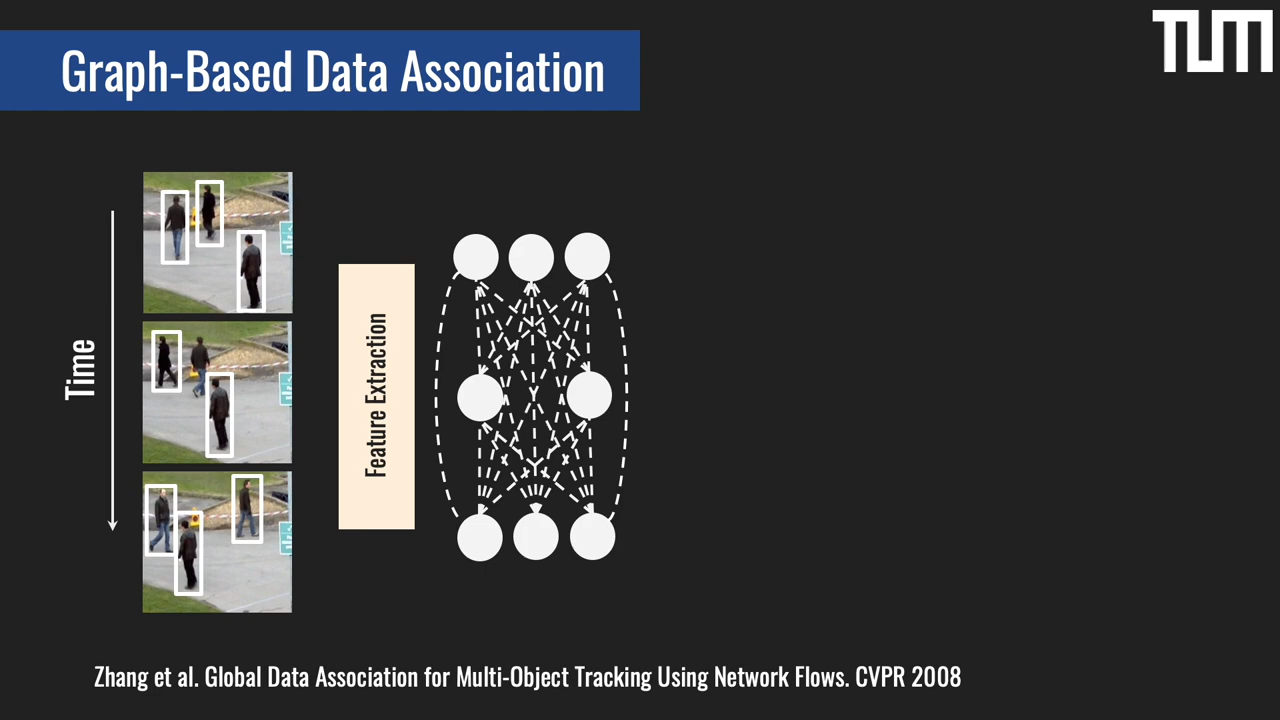 Graph-Based Data Association
TUM
Time
Feature Extraction
Zhang et al. Global Data Association for Multi-Object Tracking Using Network Flows. CVPR 2008